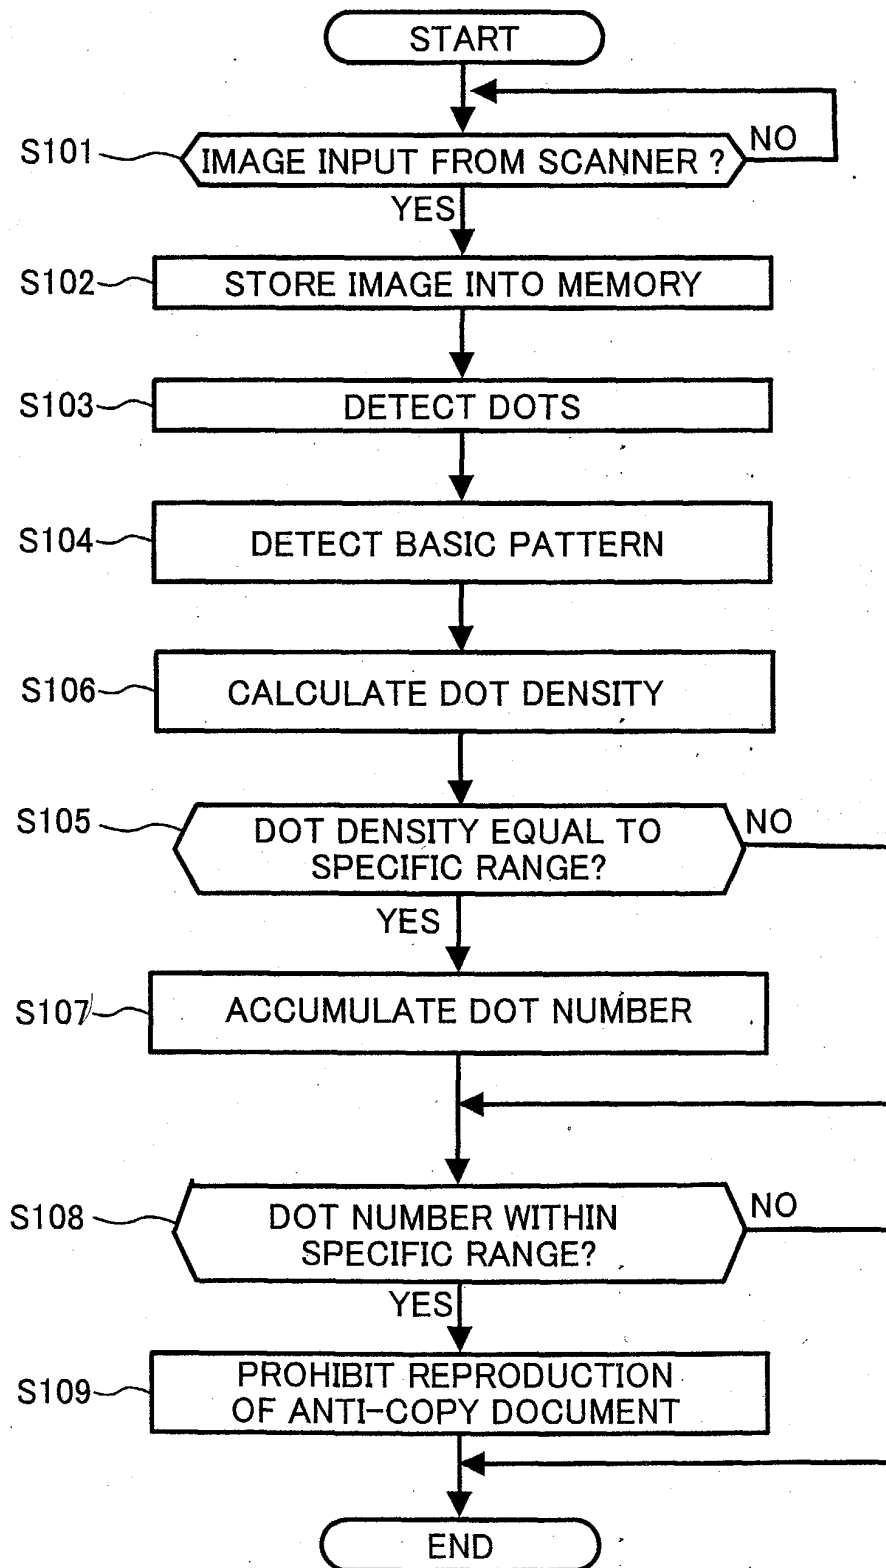 START
S101
IMAGE INPUT FROM SCANNER ?
NO
YES
S102
STORE IMAGE INTO MEMORY
S103
DETECT DOTS
S104
DETECT BASIC PATTERN
S106
CALCULATE DOT DENSITY
S105
DOT DENSITY EQUAL TO
SPECIFIC RANGE?
NO
YES
S107
ACCUMULATE DOT NUMBER
S108
DOT NUMBER WITHIN
SPECIFIC RANGE?
NO
YES
S109
PROHIBIT REPRODUCTION
OF ANTI-COPY DOCUMENT
END